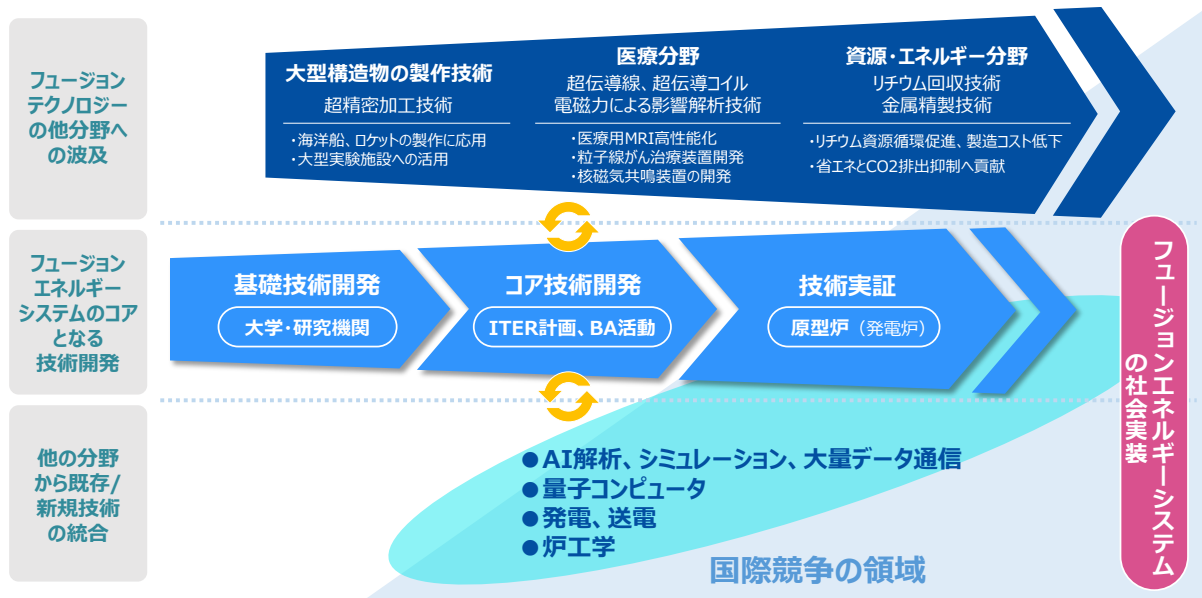 フュージョン
テクノロジー
の他分野へ
の波及
大型構造物の製作技術
超精密加工技術
・海洋船、ロケットの製作に応用
・大型実験施設への活用
医療分野
超伝導線、超伝導コイル
電磁力による影響解析技術
・医療用MRI高性能化
・粒子線がん治療装置開発
・核磁気共鳴装置の開発
資源・エネルギー分野
リチウム回収技術
金属精製技術
・リチウム資源循環促進、製造コスト低下
・省エネとCO2排出抑制へ貢献
フュージョン
エネルギー
システムのコア
となる
技術開発
基礎技術開発
大学・研究機関
コア技術開発
ITER計画、BA活動
技術実証
原型炉（発電炉）
他の分野
から既存/
新規技術
の統合
●AI解析、シミュレーション、大量データ通信
●量子コンピュータ
●発電、送電
●炉工学
国際競争の領域
フュージョンエネルギーシステム
の社会実装